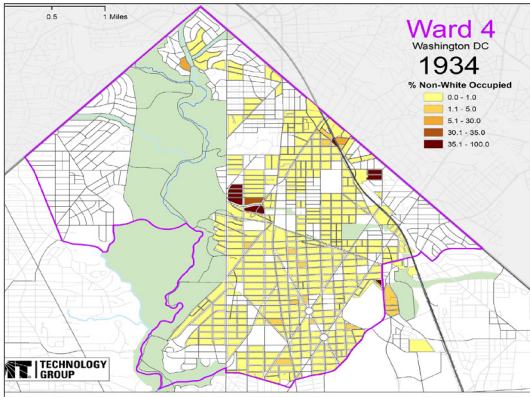 0.5
1 Miles
Ward 4
Washington DC
1934
% Non-White Occupied
0.0 - 1.0
1.1 - 5.0
5.1 - 30.0
30.1 - 35.0
35.1 - 100.0
TECHNOLOGY
GROUP